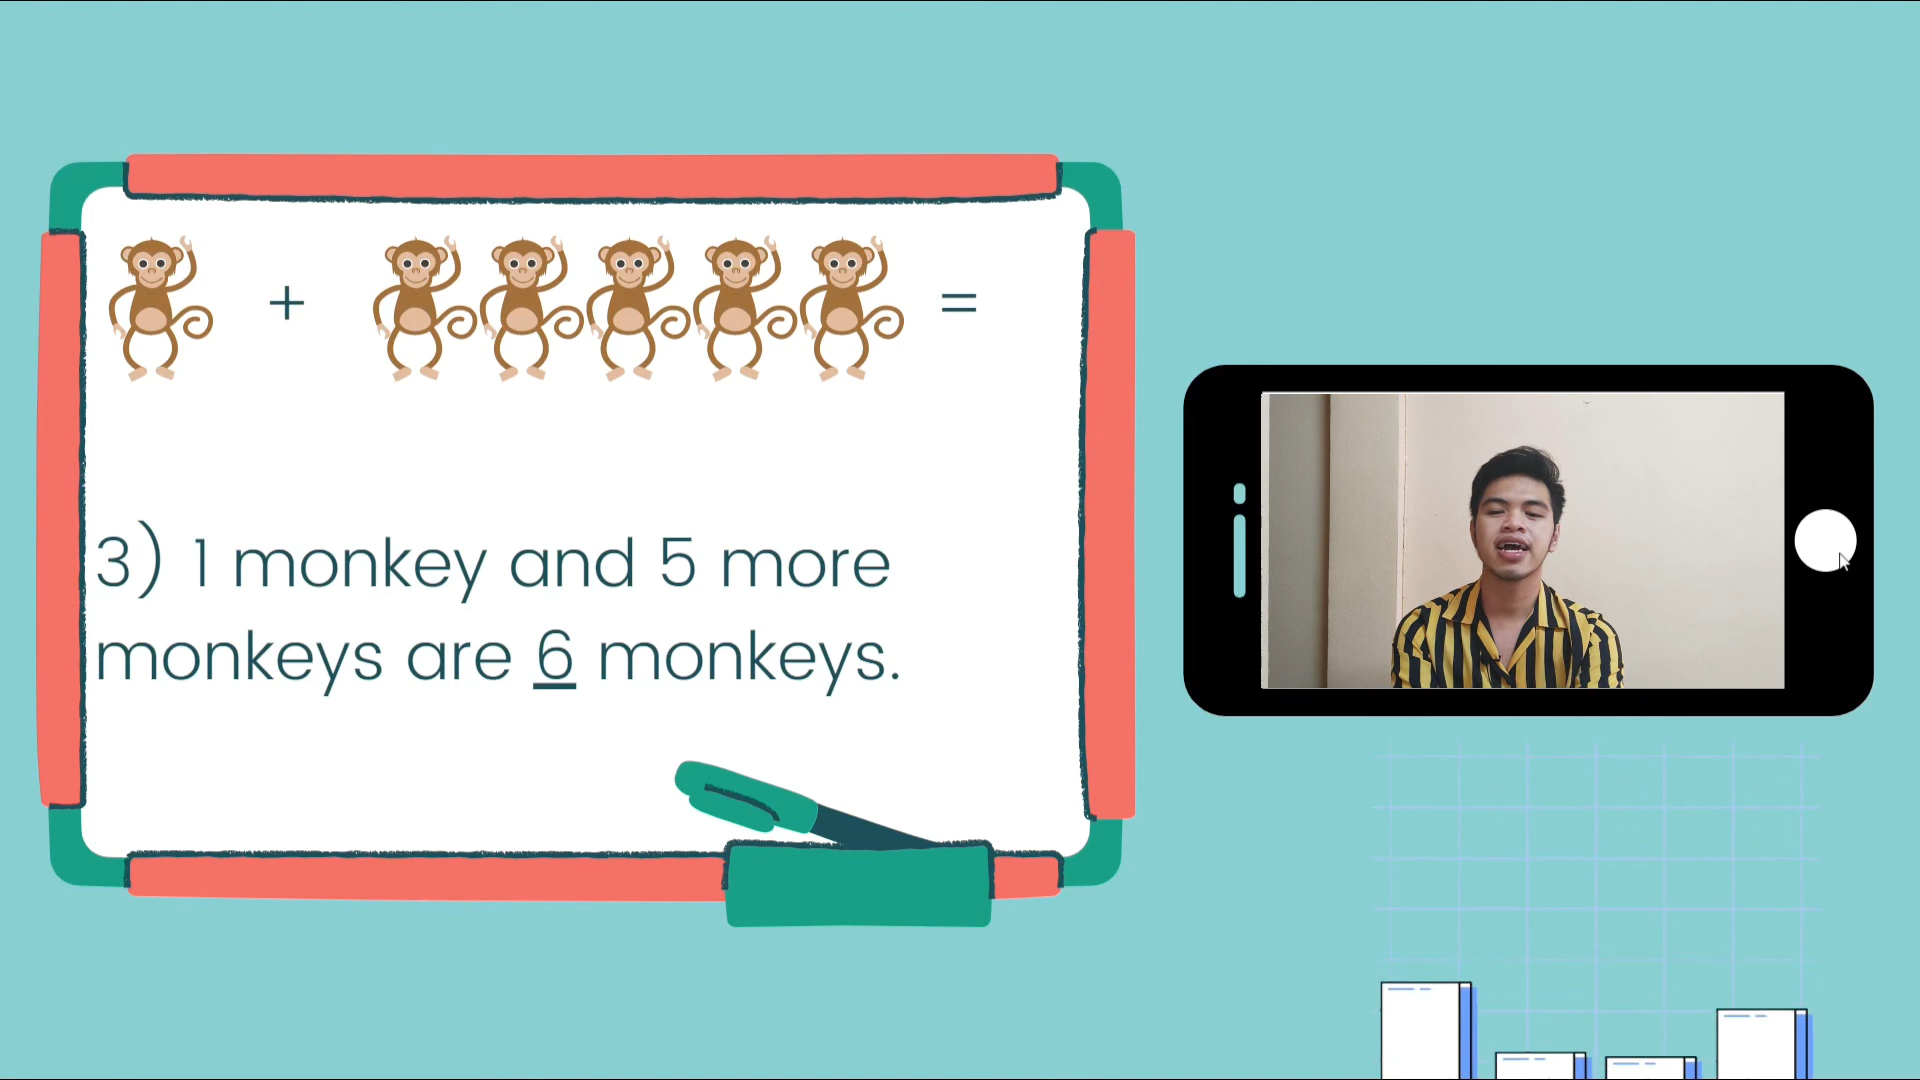 + =
3) 1 monkey and 5 more
monkeys are 6 monkeys.